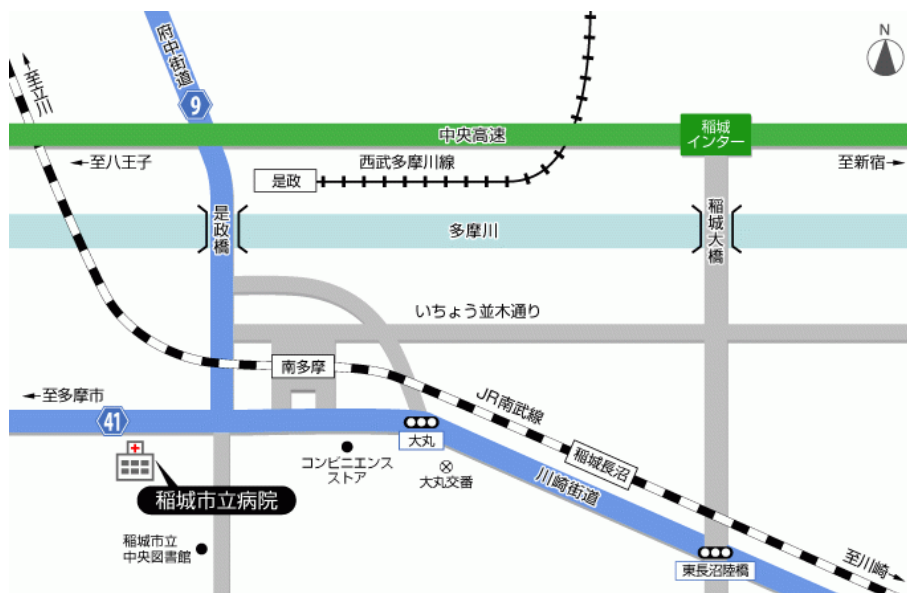 N
府中街道
至立川
9
中央高速
稲城
インター
←至八王子
西武多摩川線
至新宿→
是政
是政橋
多摩川
稲城大橋
いちょう並木通り
南多摩
←至多摩市
JR南武線
41
大丸
稲城長沼
コンビニエンス
ストア
大丸交番
川崎街道
稲城市立病院
稲城市立
中央図書館
東長沼陸橋
至川崎